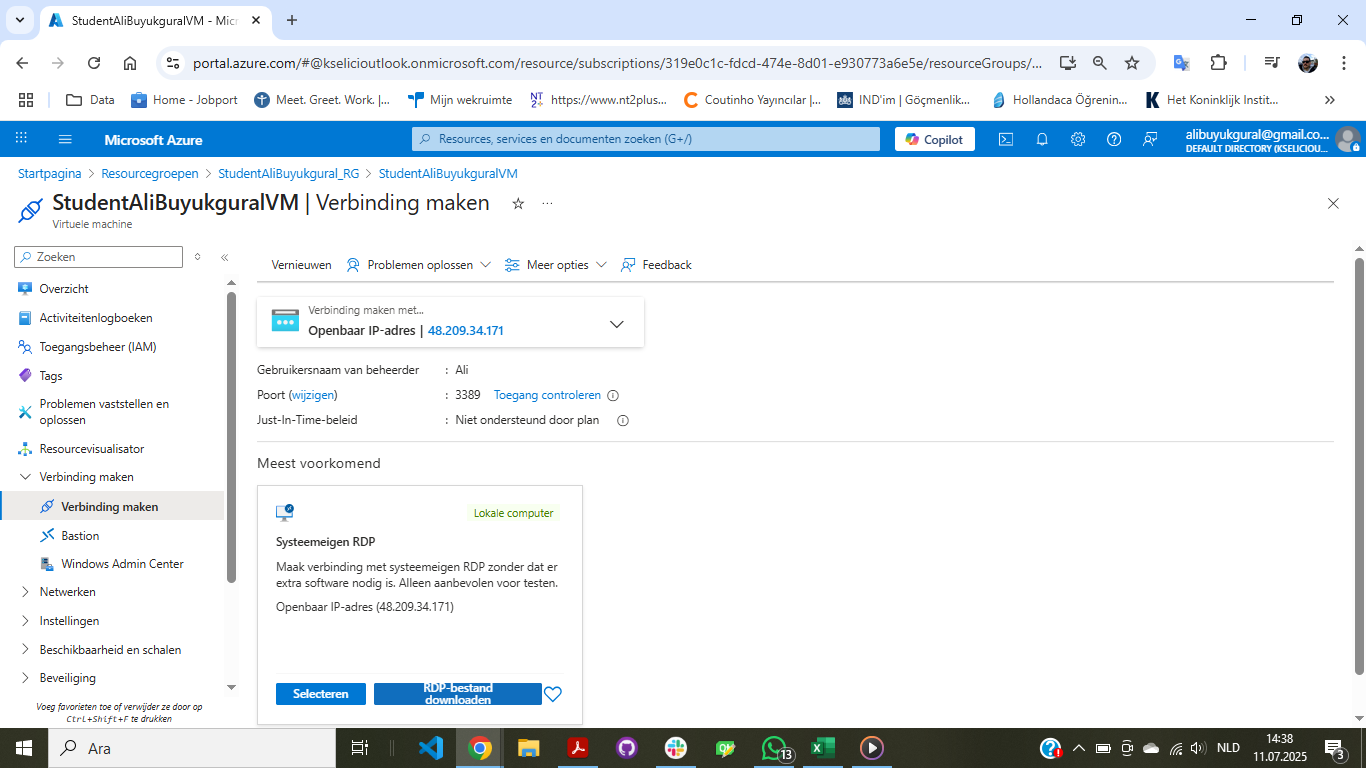 StudentAliBuyukguralVM - Micr
portal.azure.com/#@kselicioutlook.onmicrosoft.com/resource/subscriptions/319e0c1c-fdcd-474e-8d01-e930773a6e5e/resourceGroups/...
Data
Home - Jobport
Meet. Greet. Work. |...
Mijn wekruimte
NT2+
https://www.nt2plus...
Coutinho Yayıncılar |...
IND'im | Göçmenlik...
Hollandaca Öğrenin...
Het Koninklijk Instit...
Microsoft Azure
Resources, services en documenten zoeken (G+/)
Copilot
alibuyukgural@gmail.co...
DEFAULT DIRECTORY (KSELICIOU...
Startpagina > Resourcegroepen > StudentAliBuyukgural_RG > StudentAliBuyukguralVM
StudentAliBuyukguralVM | Verbinding maken
Virtuele machine
Zoeken
Overzicht
Activiteitenlogboeken
Toegangsbeheer (IAM)
Tags
Problemen vaststellen en
oplossen
Resourcevisualisator
Verbinding maken
Verbinding maken
Bastion
Windows Admin Center
Netwerken
Instellingen
Beschikbaarheid en schalen
Beveiliging
Voeg favorieten toe of verwijder ze door op
Ctrl+Shift+F te drukken
Vernieuwen
Problemen oplossen
Meer opties
Feedback
Verbinding maken met...
Openbaar IP-adres | 48.209.34.171
Gebruikersnaam van beheerder : Ali
Poort (wijzigen) : 3389 Toegang controleren
Just-In-Time-beleid : Niet ondersteund door plan
Meest voorkomend
Lokale computer
Systeemeigen RDP
Maak verbinding met systeemeigen RDP zonder dat er
extra software nodig is. Alleen aanbevolen voor testen.
Openbaar IP-adres (48.209.34.171)
Selecteren
RDP-bestand
downloaden
Ara
13
NLD
14:38
11.07.2025
3